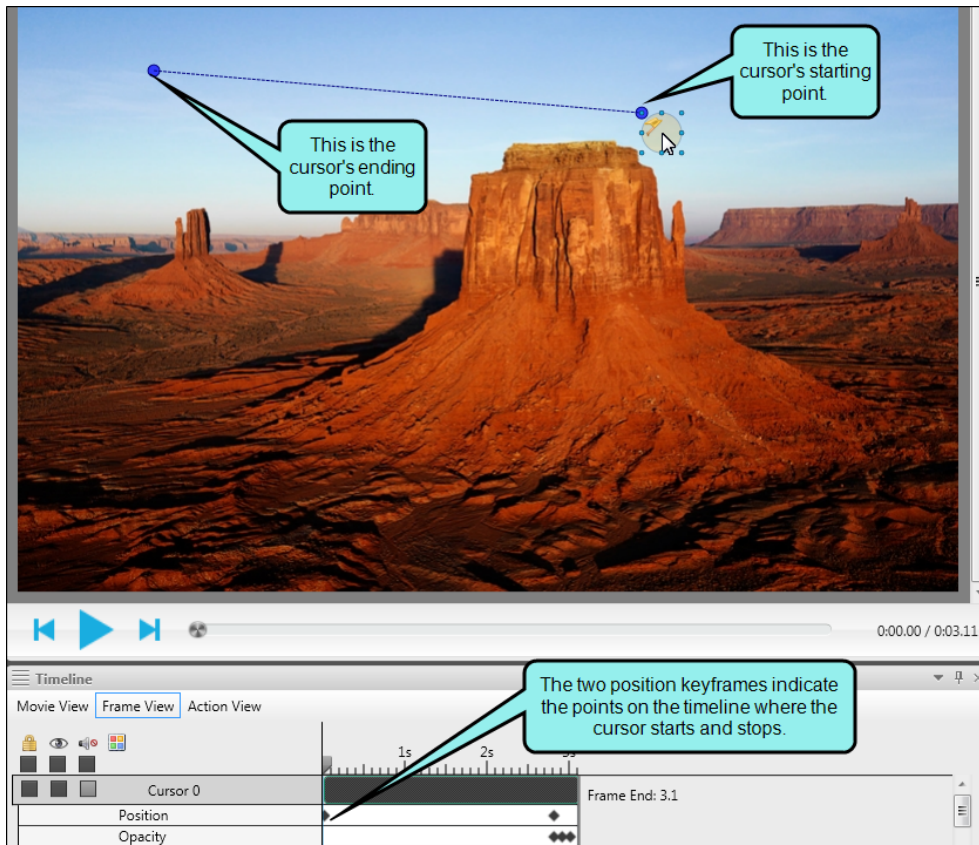 This is the
cursor's starting
point.
This is the
cursor's ending
point.
0:00.00 / 0:03.11
Timeline
The two position keyframes indicate
the points on the timeline where the
cursor starts and stops.
Movie View Frame View Action View
1s 2s
Cursor 0
Frame End: 3.1
Position
Opacity